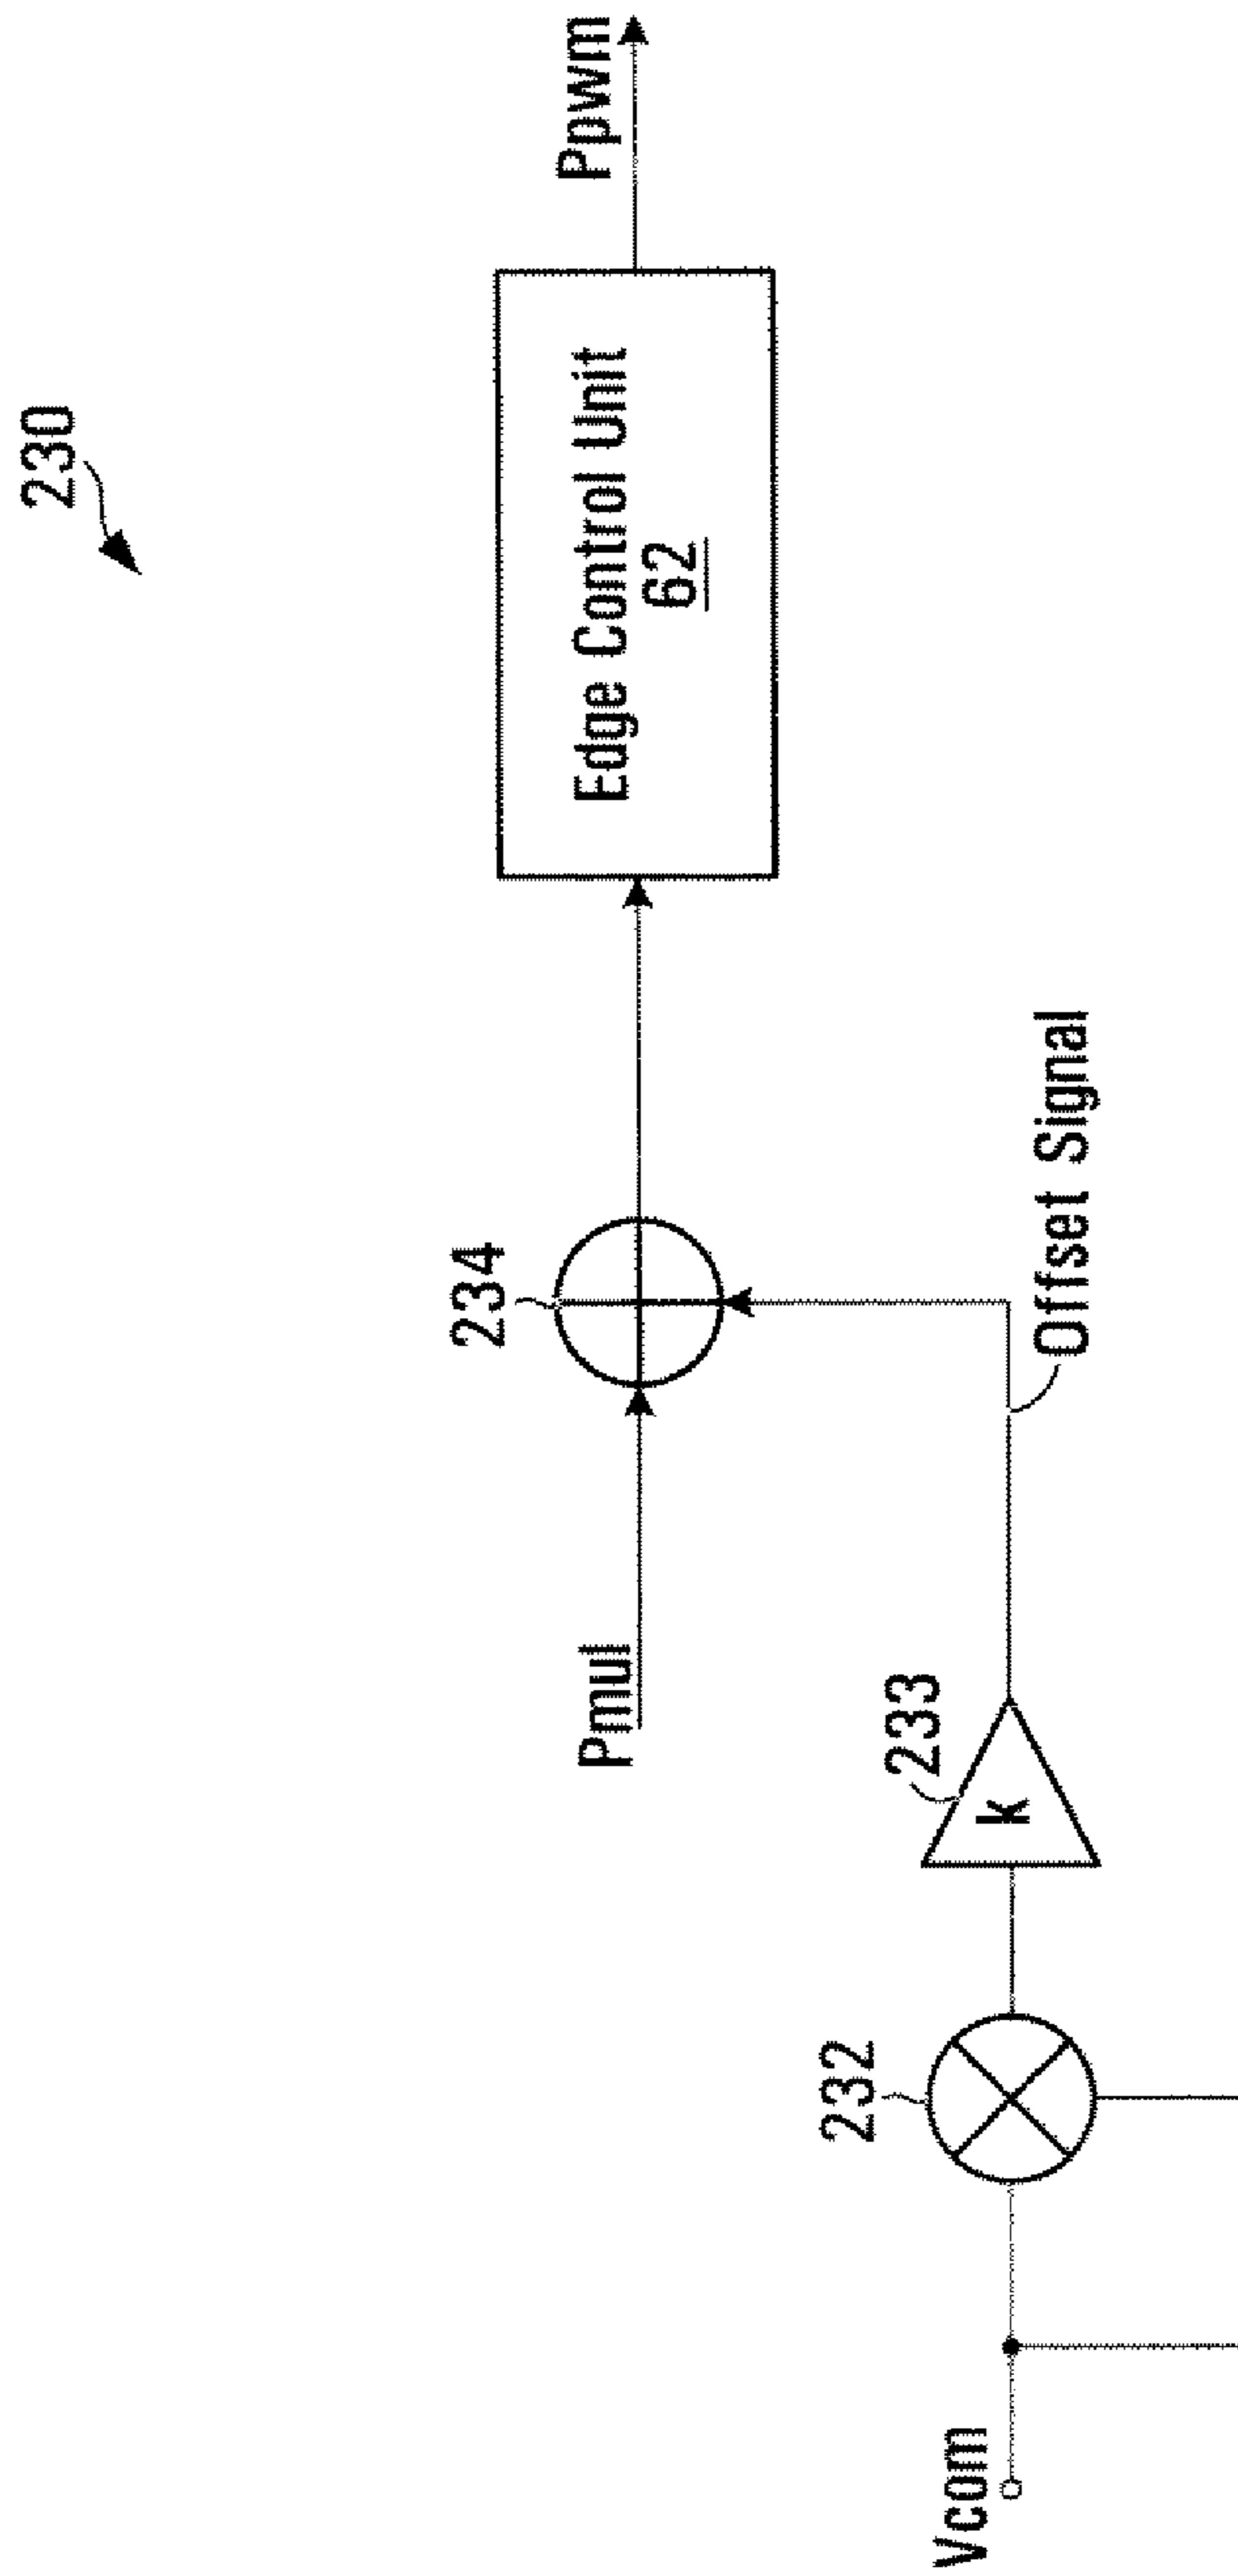 230
Ppwm
Edge Control Unit
62
234
Pmul
Offset Signal
233
k
232
Vcom